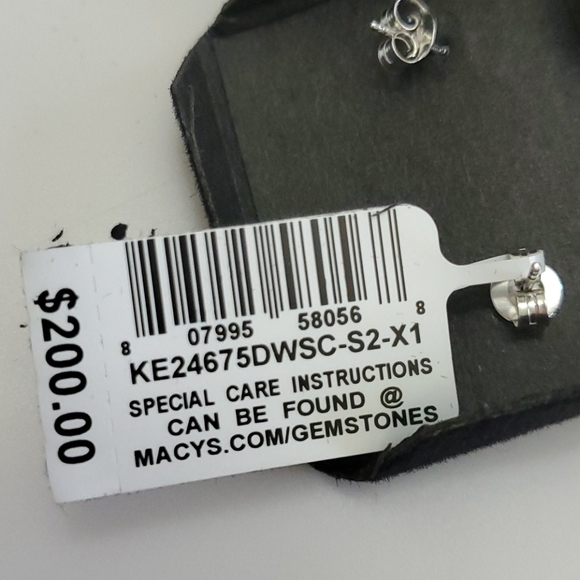 $200.00
8 07995 58056 8
KE24675DWSC-S2-X1
SPECIAL CARE INSTRUCTIONS
CAN BE FOUND @
MACYS.COM/GEMSTONES